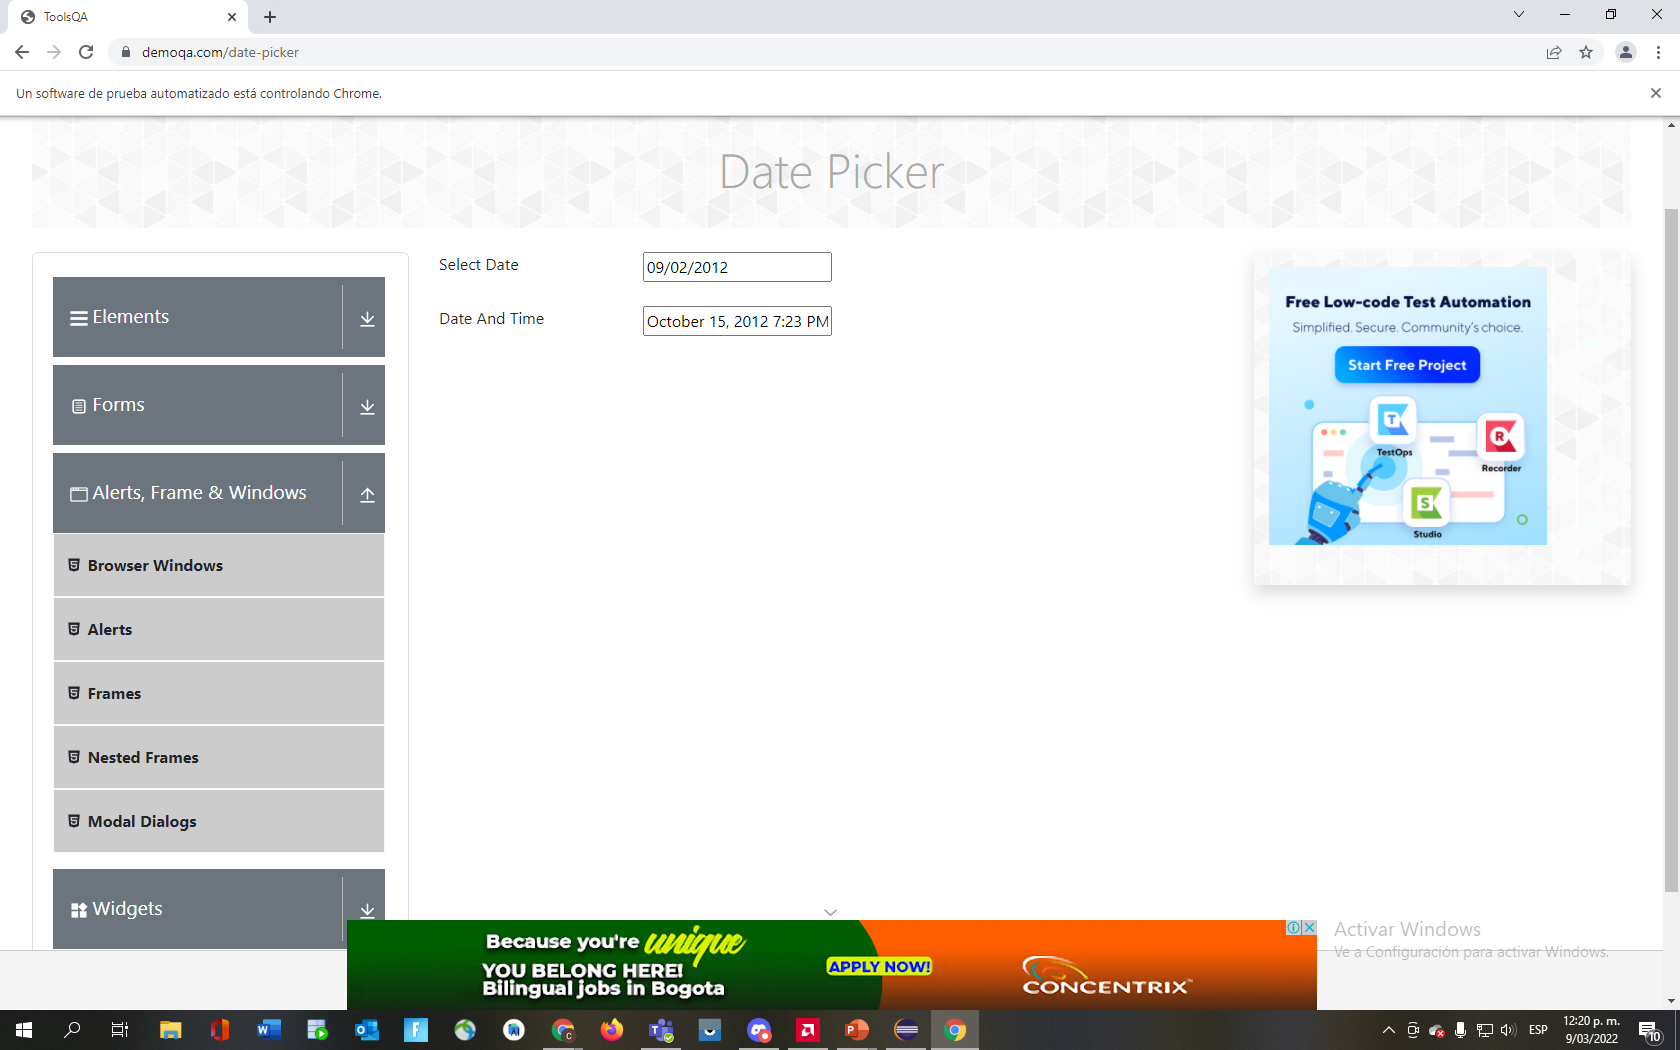 ToolsQA
demoqa.com/date-picker
Un software de prueba automatizado está controlando Chrome.
Date Picker
Elements
Forms
Alerts, Frame & Windows
Browser Windows
Alerts
Frames
Nested Frames
Modal Dialogs
Widgets
Select Date
09/02/2012
Date And Time
October 15, 2012 7:23 PM
Free Low-code Test Automation
Simplified. Secure. Community's choice.
Start Free Project
TestOps
Recorder
Studio
Because you're unique
YOU BELONG HERE!
Bilingual jobs in Bogota
APPLY NOW!
CONCENTRIX
Activar Windows
Ve a Configuración para activar Windows.
ESP
12:20 p. m.
9/03/2022
10